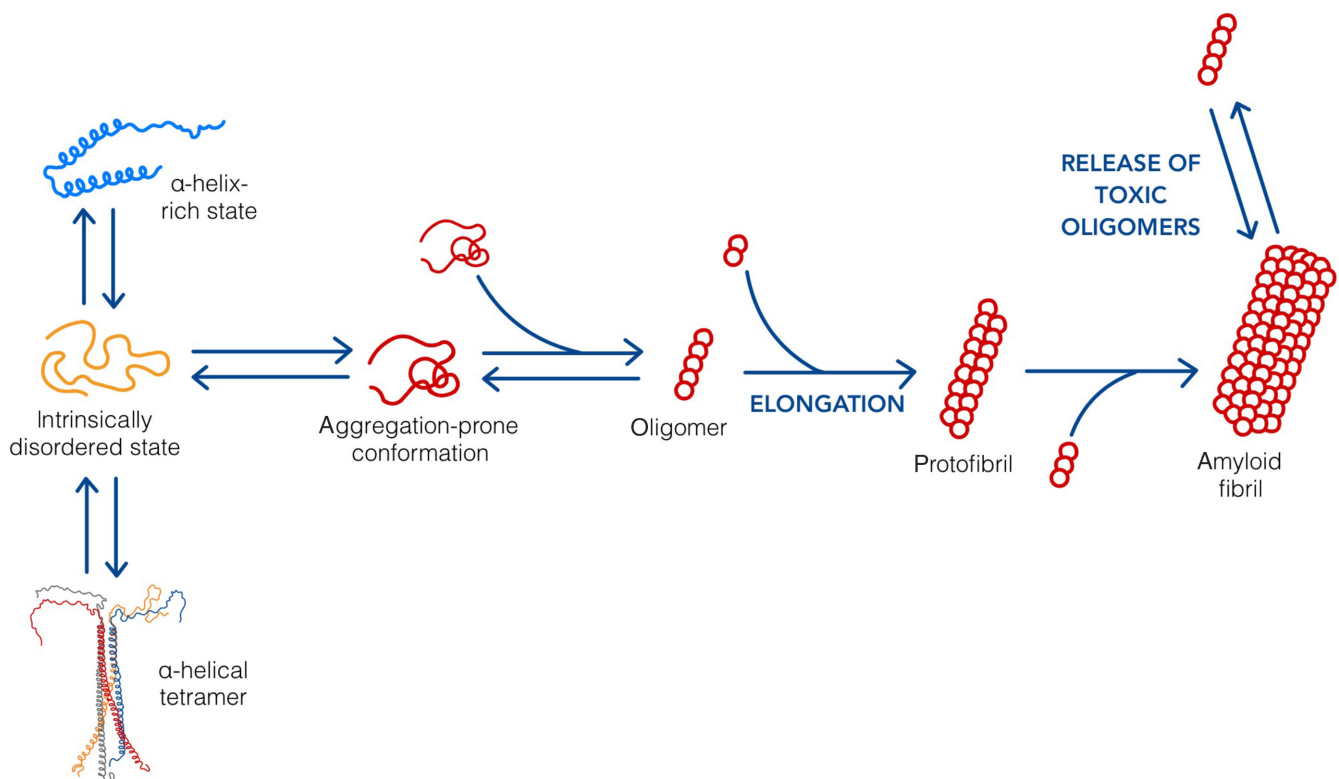 α-helix-
rich state
Intrinsically
disordered state
α-helical
tetramer
Aggregation-prone
conformation
Oligomer
ELONGATION
Protofibril
RELEASE OF
TOXIC
OLIGOMERS
Amyloid
fibril